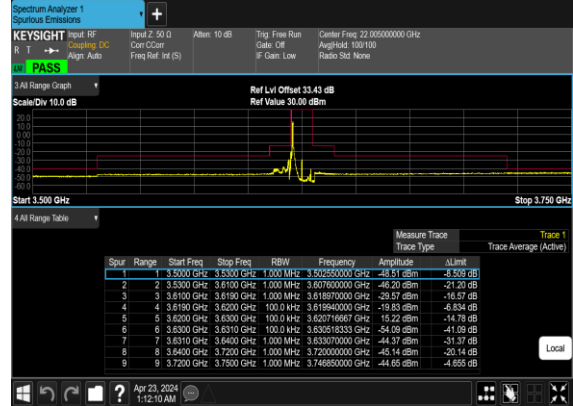 Spectrum Analyzer 1
Spurious Emissions
+
KEYSIGHT Input: RF Input Z: 50 Ω Atten: 10 dB Trig: Free Run Center Freq: 22.005000000 GHz
R T Coupling: DC Corr CCorr Gate: Off Avg|Hold: 100/100
Align: Auto Freq Ref: Int (S) IF Gain: Low Radio Std: None
PASS
3 All Range Graph Ref Lvl Offset 33.43 dB
Scale/Div 10.0 dB Ref Value 30.00 dBm
20.0
10.0
0.00
-10.0
-20.0
-30.0
-40.0
-50.0
-60.0
Start 3.500 GHz Stop 3.750 GHz
4 All Range Table
Measure Trace Trace 1
Trace Type Trace Average (Active)
Spur Range Start Freq Stop Freq RBW Frequency Amplitude ΔLimit
1 1 3.5000 GHz 3.5300 GHz 1.000 MHz 3.502550000 GHz -48.51 dBm -8.509 dB
2 2 3.5300 GHz 3.6100 GHz 1.000 MHz 3.607600000 GHz -46.20 dBm -21.20 dB
3 3 3.6100 GHz 3.6190 GHz 1.000 MHz 3.618970000 GHz -29.57 dBm -16.57 dB
4 4 3.6190 GHz 3.6200 GHz 100.0 kHz 3.619940000 GHz -19.83 dBm -6.834 dB
5 5 3.6200 GHz 3.6300 GHz 100.0 kHz 3.620716667 GHz 15.22 dBm -14.78 dB
6 6 3.6300 GHz 3.6310 GHz 100.0 kHz 3.630518333 GHz -54.09 dBm -41.09 dB
7 7 3.6310 GHz 3.6400 GHz 1.000 MHz 3.633070000 GHz -44.37 dBm -31.37 dB
8 8 3.6400 GHz 3.7200 GHz 1.000 MHz 3.720000000 GHz -45.14 dBm -20.14 dB
9 9 3.7200 GHz 3.7500 GHz 1.000 MHz 3.746850000 GHz -44.65 dBm -4.655 dB
Local
? Apr 23, 2024
1:12:10 AM